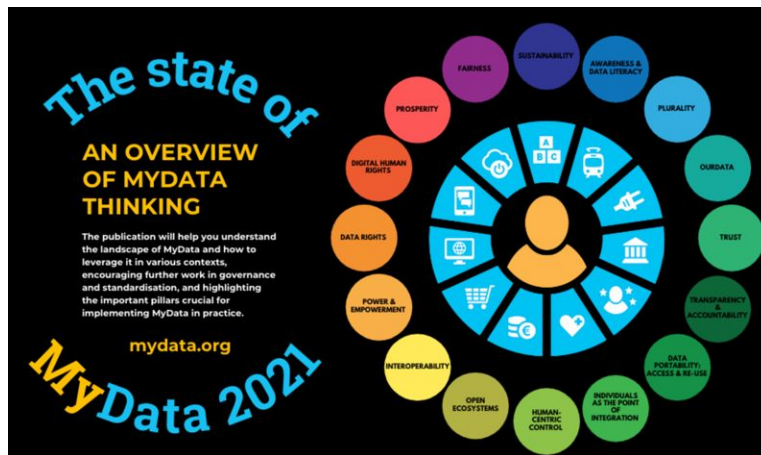 The state of
AN OVERVIEW
OF MYDATA
THINKING
The publication will help you understand
the landscape of MyData and how to
leverage it in various contexts,
encouraging further work in governance
and standardisation, and highlighting
the important pillars crucial for
implementing MyData in practice.
mydata.org
MyData 2021
SUSTAINABILITY
AWARENESS &
DATA LITERACY
PLURALITY
OURDATA
TRUST
TRANSPARENCY
&
ACCOUNTABILITY
DATA
PORTABILITY:
ACCESS & RE-USE
INDIVIDUALS
AS THE POINT
OF
INTEGRATION
HUMAN-
CENTRIC
CONTROL
OPEN
ECOSYSTEMS
INTEROPERABILITY
POWER &
EMPOWERMENT
DATA RIGHTS
DIGITAL HUMAN
RIGHTS
PROSPERITY
FAIRNESS
A
B C
€